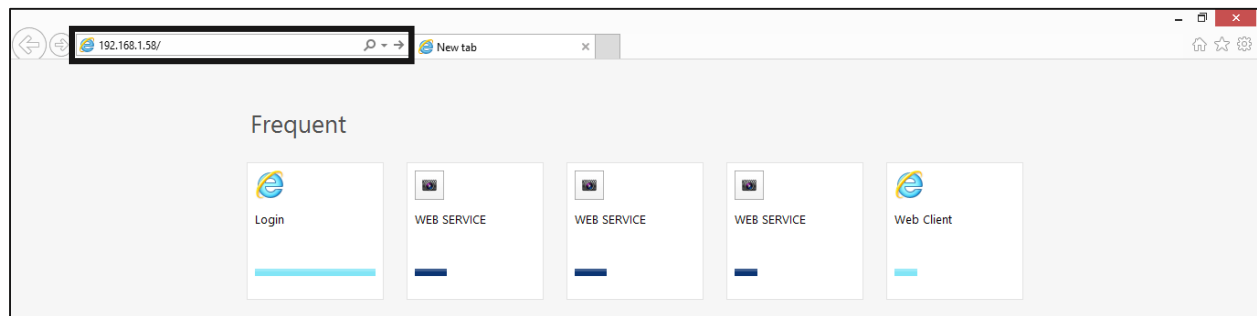 192.168.1.58/
New tab
Frequent
Login
WEB SERVICE
WEB SERVICE
WEB SERVICE
Web Client